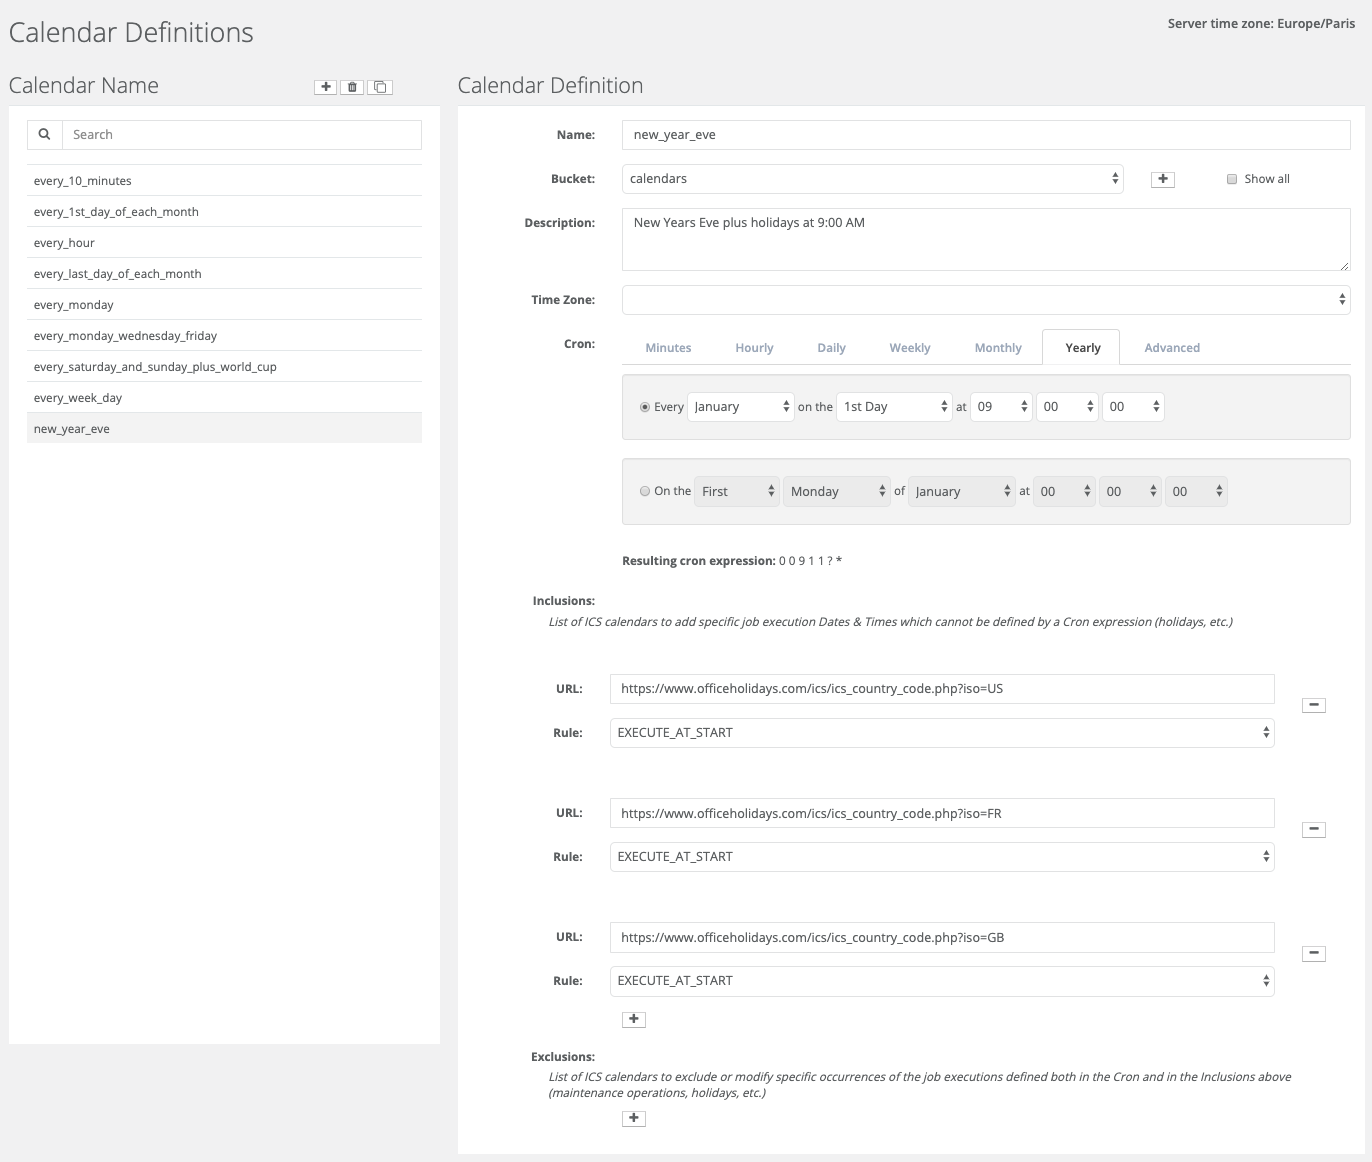 Calendar Definitions
Server time zone: Europe/Paris
Calendar Name
Search
every_10_minutes
every_1st_day_of_each_month
every_hour
every_last_day_of_each_month
every_monday
every_monday_wednesday_friday
every_saturday_and_sunday_plus_world_cup
every_week_day
new_year_eve
Calendar Definition
Name: new_year_eve
Bucket: calendars Show all
Description: New Years Eve plus holidays at 9:00 AM
Time Zone:
Cron: Minutes Hourly Daily Weekly Monthly Yearly Advanced
Every January on the 1st Day at 09 00 00
On the First Monday of January at 00 00 00
Resulting cron expression: 0 0 9 1 1 ? *
Inclusions:
List of ICS calendars to add specific job execution Dates & Times which cannot be defined by a Cron expression (holidays, etc.)
URL: https://www.officeholidays.com/ics/ics_country_code.php?iso=US
Rule: EXECUTE_AT_START
URL: https://www.officeholidays.com/ics/ics_country_code.php?iso=FR
Rule: EXECUTE_AT_START
URL: https://www.officeholidays.com/ics/ics_country_code.php?iso=GB
Rule: EXECUTE_AT_START
Exclusions:
List of ICS calendars to exclude or modify specific occurrences of the job executions defined both in the Cron and in the Inclusions above
(maintenance operations, holidays, etc.)